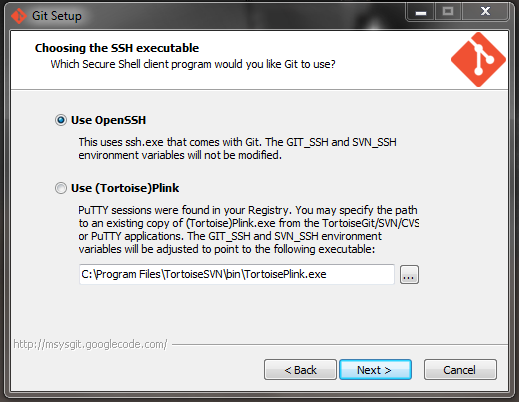 Git Setup
Choosing the SSH executable
Which Secure Shell client program would you like Git to use?
Use OpenSSH
This uses ssh.exe that comes with Git. The GIT_SSH and SVN_SSH
environment variables will not be modified.
Use (Tortoise)Plink
PuTTY sessions were found in your Registry. You may specify the path
to an existing copy of (Tortoise)Plink.exe from the TortoiseGit/SVN/CVS
or PuTTY applications. The GIT_SSH and SVN_SSH environment
variables will be adjusted to point to the following executable:
C:\Program Files\TortoiseSVN\bin\TortoisePlink.exe
...
http://msysgit.googlecode.com/
< Back
Next >
Cancel